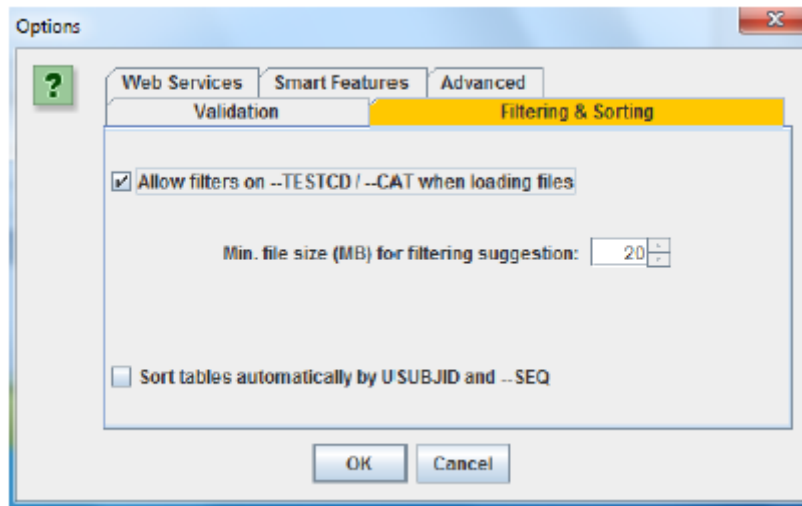 Options
x
?
Web Services Smart Features Advanced
Validation Filtering & Sorting
Allow filters on --TESTCD / --CAT when loading files
Min. file size (MB) for filtering suggestion: 20
Sort tables automatically by USUBJID and --SEQ
OK Cancel